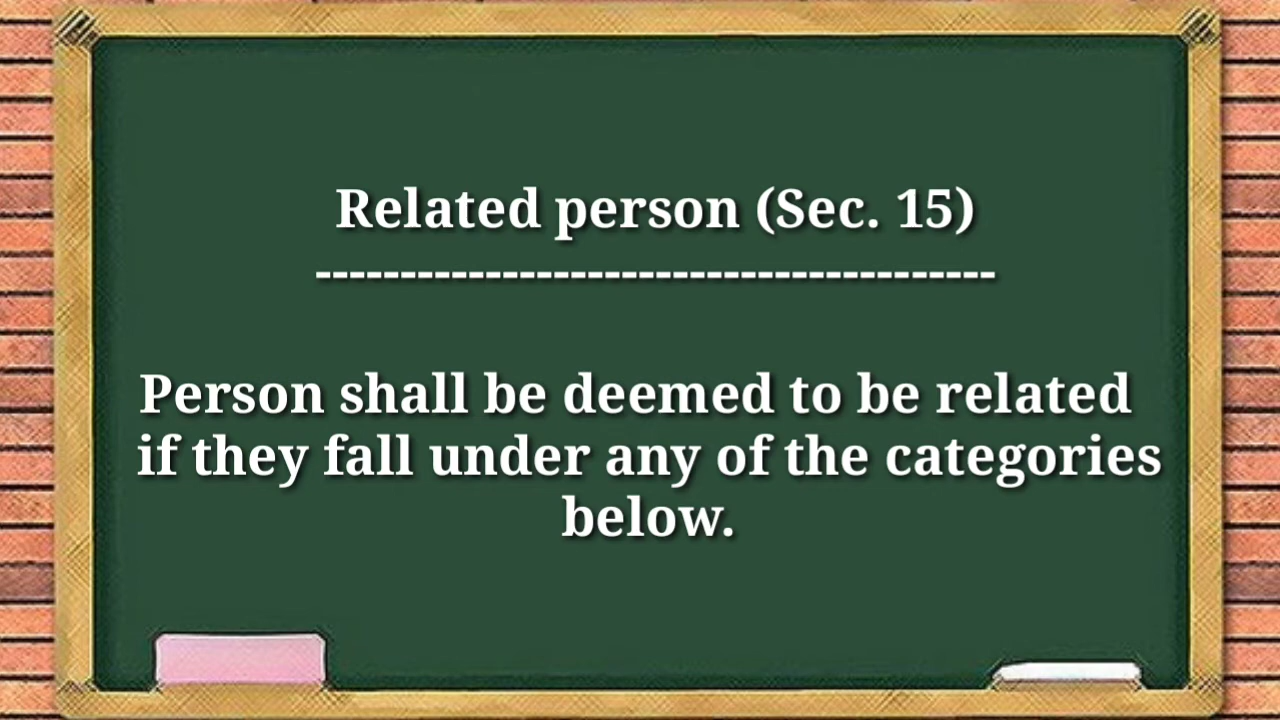 Related person (Sec. 15)
----------------------------------------
Person shall be deemed to be related
if they fall under any of the categories
below.